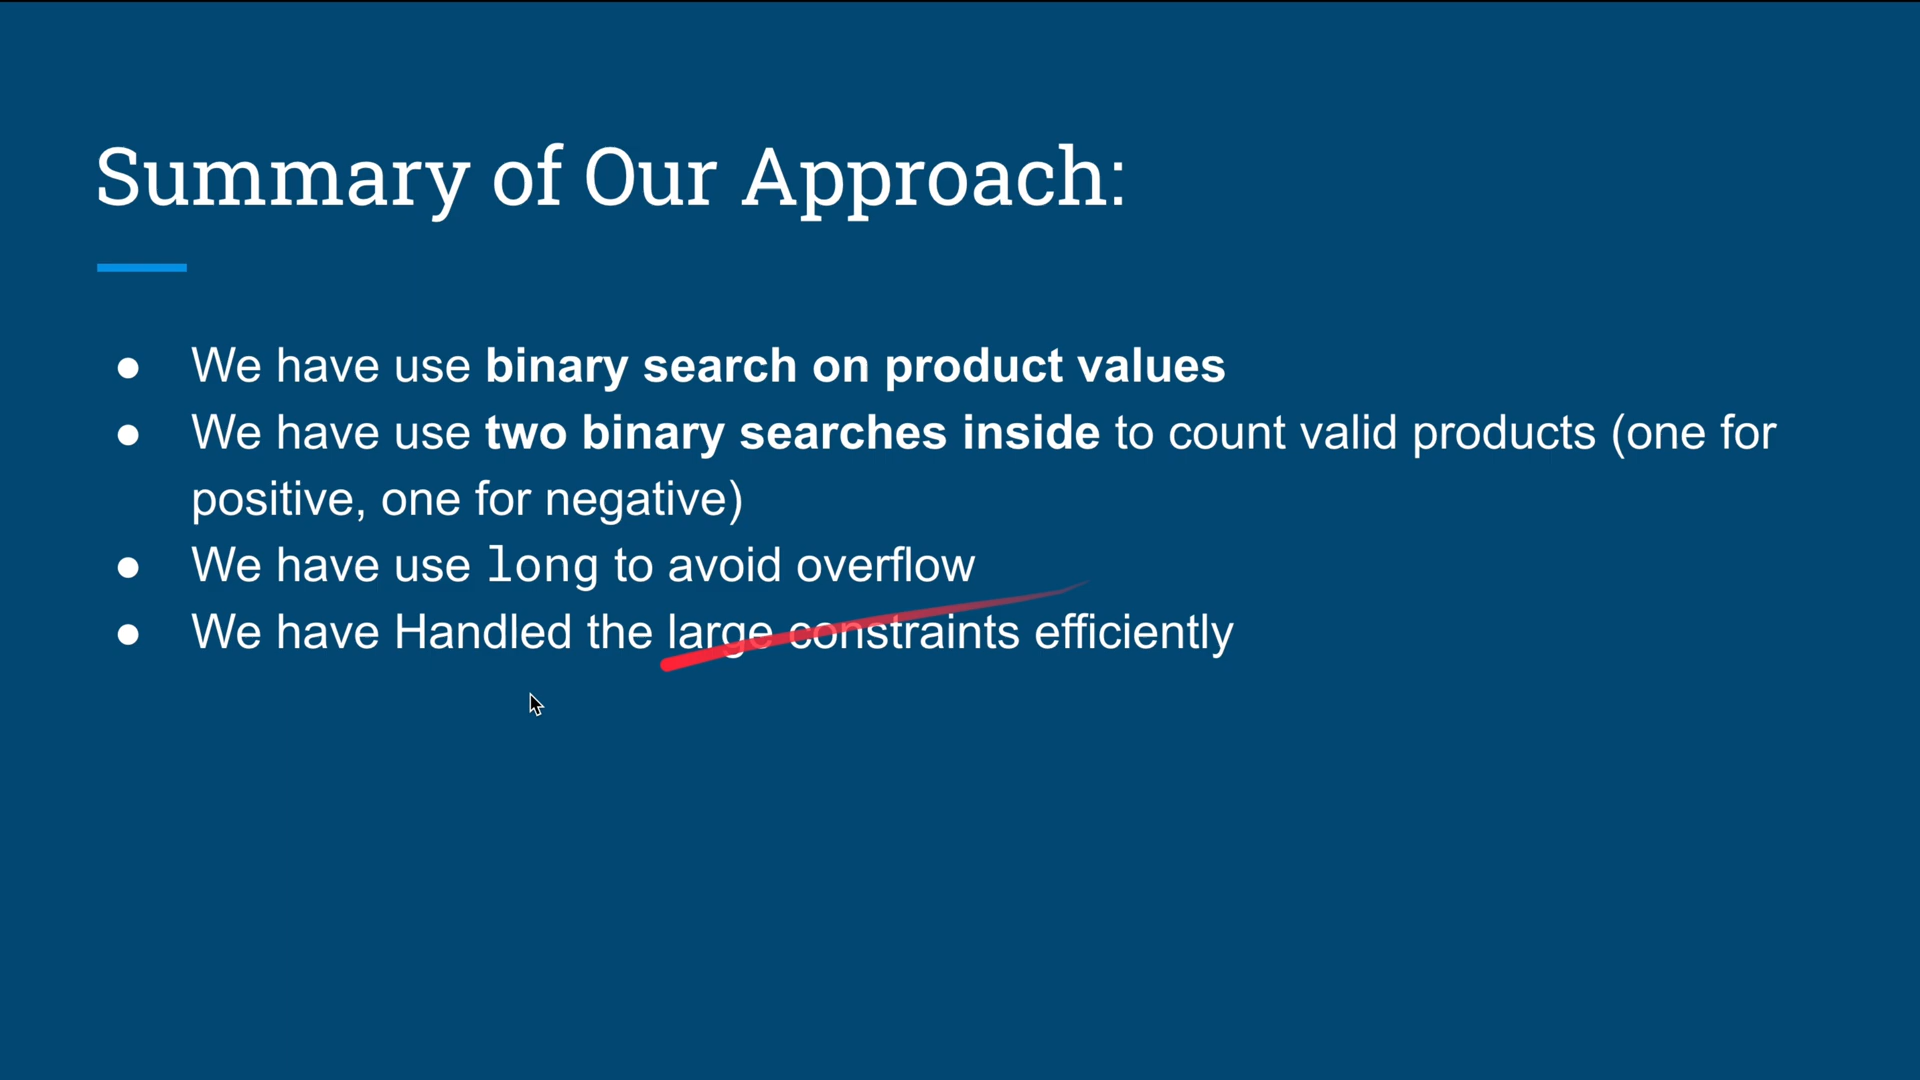 Summary of Our Approach:
● We have use binary search on product values
● We have use two binary searches inside to count valid products (one for
positive, one for negative)
● We have use long to avoid overflow
● We have Handled the large constraints efficiently